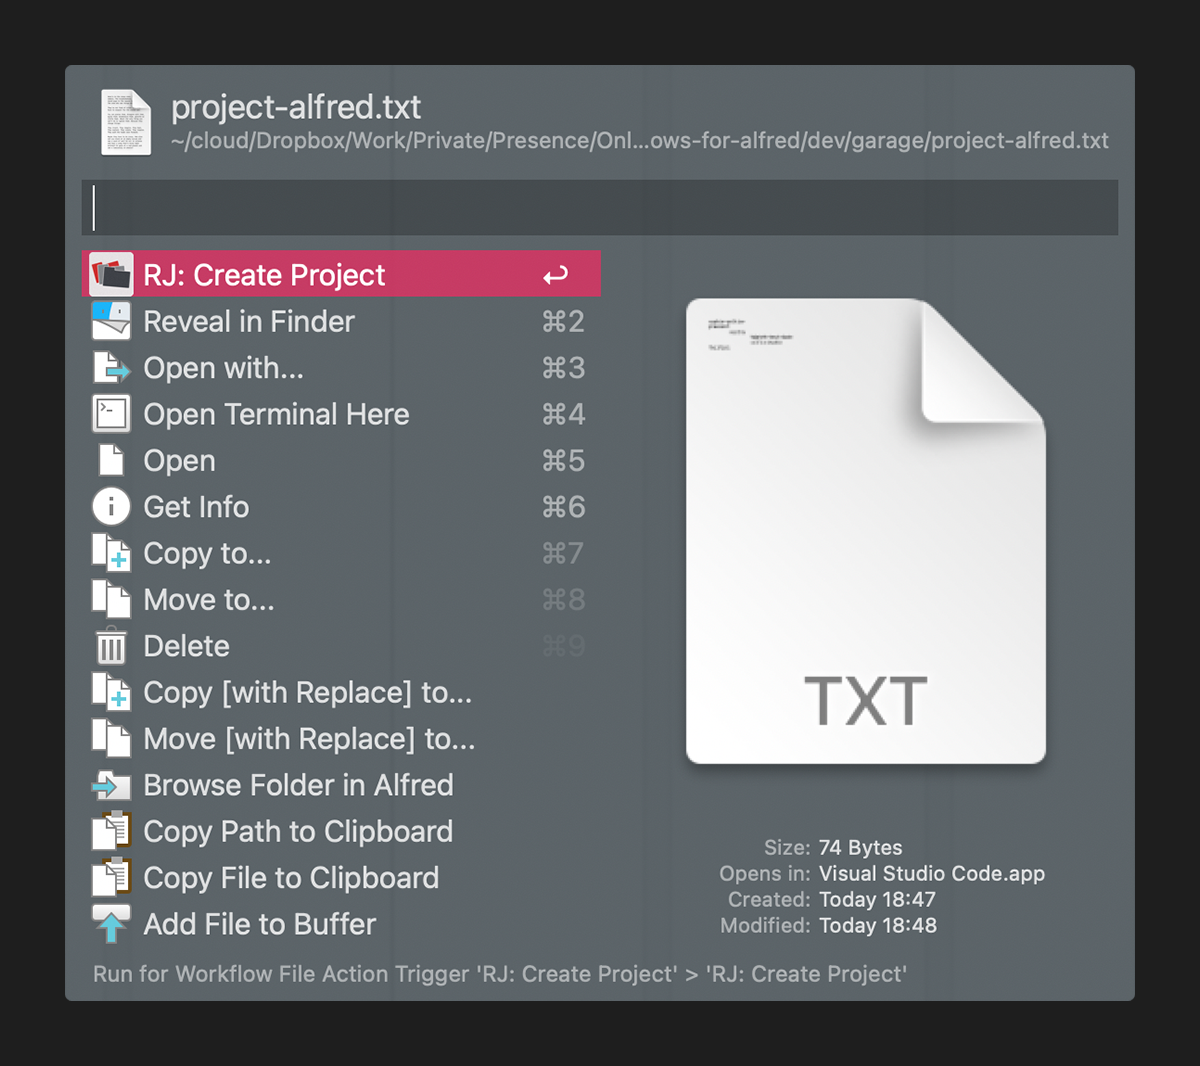 project-alfred.txt
~/cloud/Dropbox/Work/Private/Presence/Onl...ows-for-alfred/dev/garage/project-alfred.txt
RJ: Create Project ↩
Reveal in Finder ⌘2
Open with... ⌘3
Open Terminal Here ⌘4
Open ⌘5
Get Info ⌘6
Copy to... ⌘7
Move to... ⌘8
Delete ⌘9
Copy [with Replace] to...
Move [with Replace] to...
Browse Folder in Alfred
Copy Path to Clipboard
Copy File to Clipboard
Add File to Buffer
TXT
Size: 74 Bytes
Opens in: Visual Studio Code.app
Created: Today 18:47
Modified: Today 18:48
Run for Workflow File Action Trigger 'RJ: Create Project' > 'RJ: Create Project'